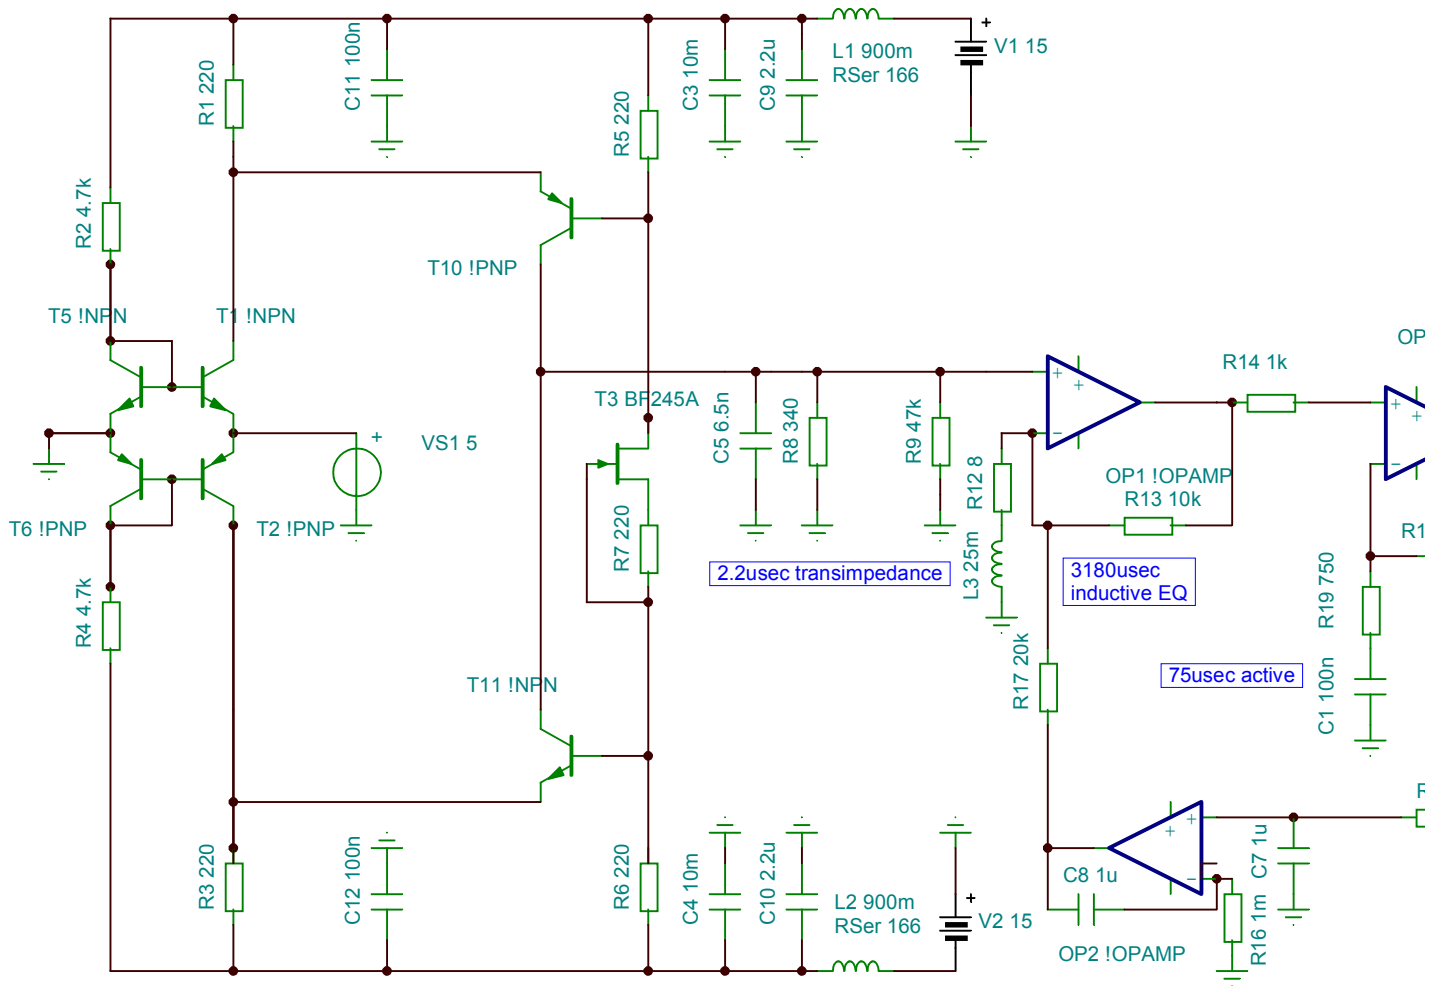 R1 220
C11 100n
R5 220
C3 10m
C9 2.2u
L1 900m
RSer 166
+
V1 15
R2 4.7k
T10 !PNP
T5 !NPN
T1 !NPN
T3 BF245A
VS1 5
+
T6 !PNP
T2 !PNP
R4 4.7k
R7 220
C5 6.5n
R8 340
R9 47k
R12 8
L3 25m
+
+
−
OP1 !OPAMP
R13 10k
R14 1k
OP
+
+
−
R1
2.2usec transimpedance
3180usec
inductive EQ
R17 20k
75usec active
R19 750
C1 100n
T11 !NPN
R3 220
C12 100n
R6 220
C4 10m
C10 2.2u
L2 900m
RSer 166
+
V2 15
C8 1u
+
+
−
OP2 !OPAMP
R16 1m
C7 1u
R